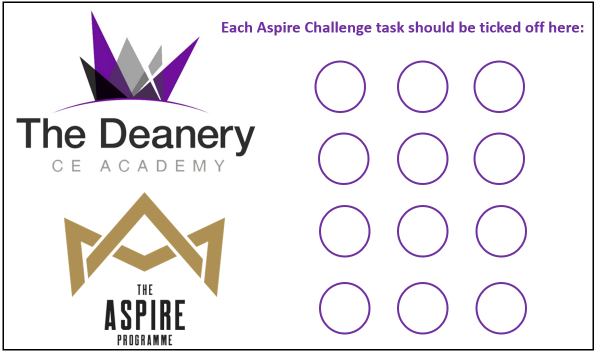 Each Aspire Challenge task should be ticked off here:
The Deanery
CE ACADEMY
THE
ASPIRE
PROGRAMME